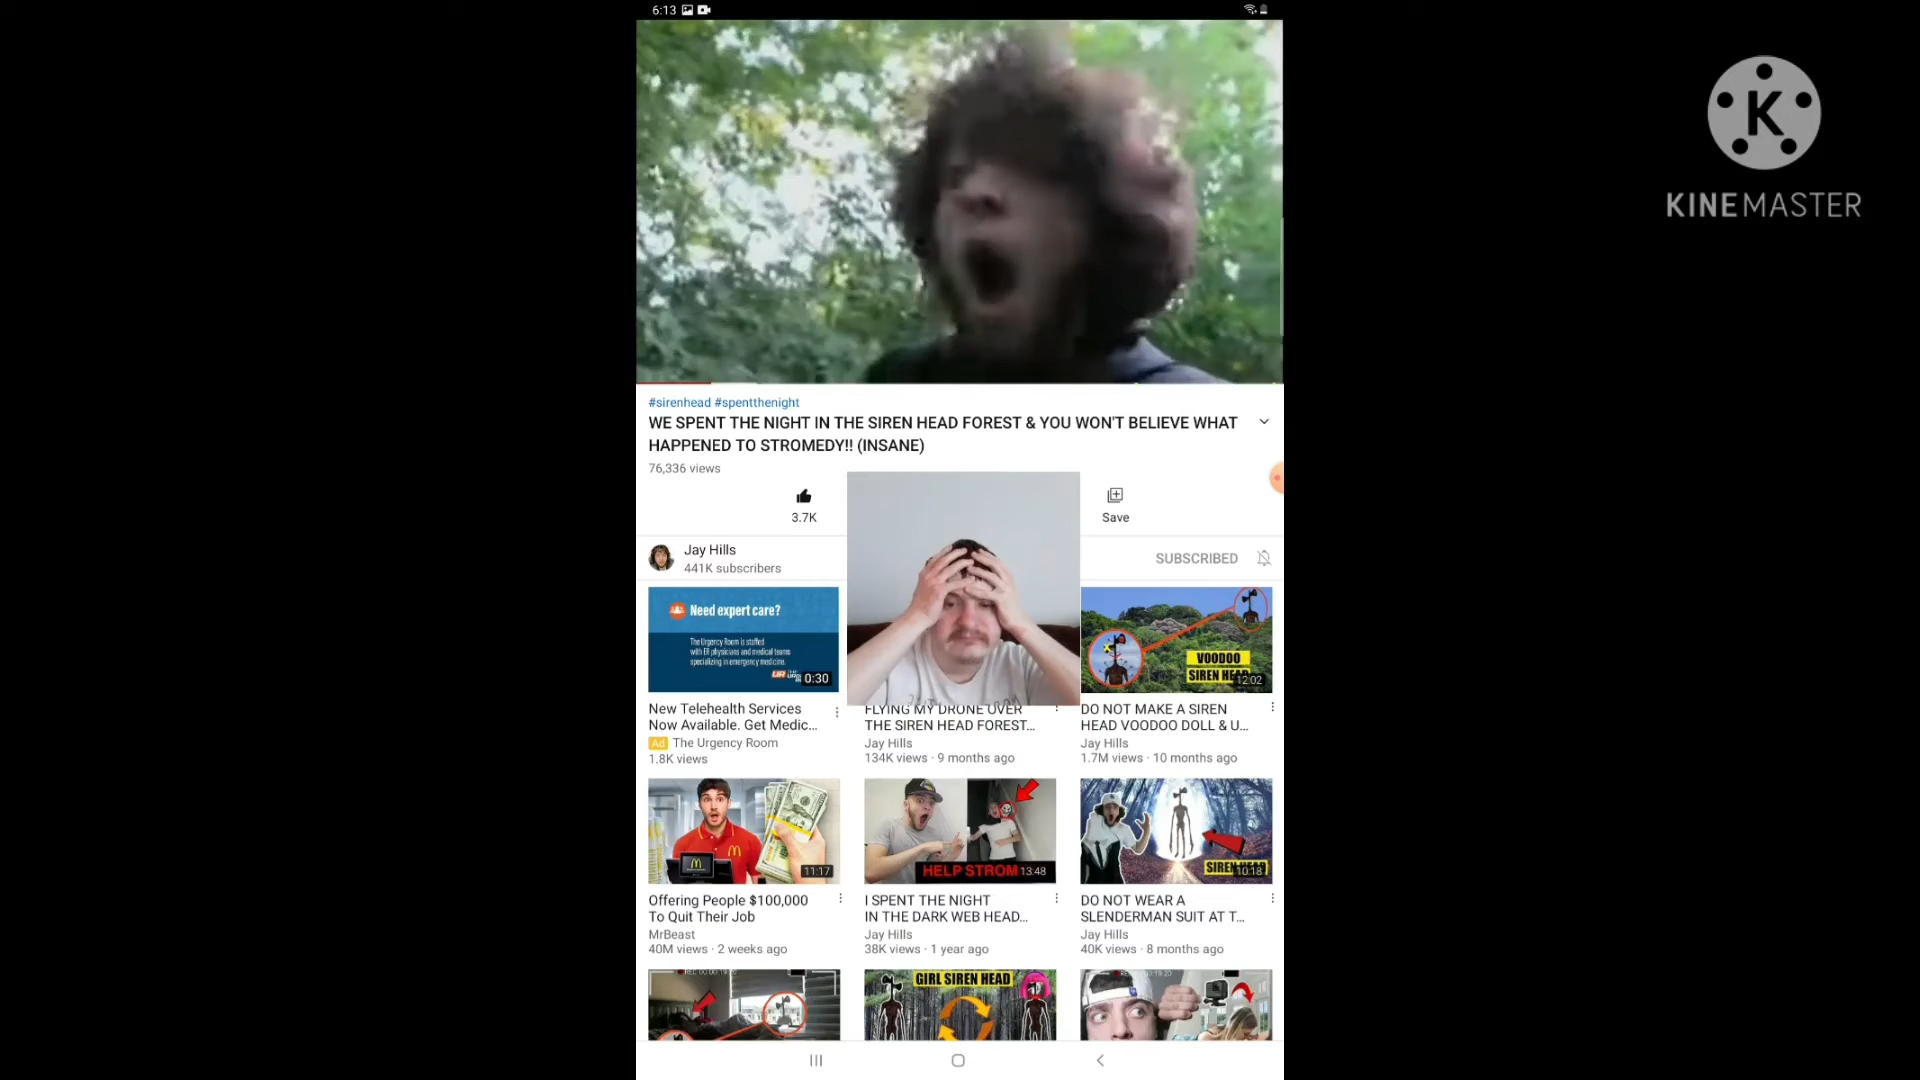 6:13
KINEMASTER
#sirenhead #spentthenight
WE SPENT THE NIGHT IN THE SIREN HEAD FOREST & YOU WON'T BELIEVE WHAT
HAPPENED TO STROMEDY!! (INSANE)
76,336 views
3.7K
Save
Jay Hills
441K subscribers
SUBSCRIBED
Need expert care?
The Urgency Room is staffed
with ER physicians and medical teams
specializing in emergency medicine.
UR
0:30
VOODOO
SIREN HE
12:02
New Telehealth Services
Now Available. Get Medic...
Ad The Urgency Room
1.8K views
FLYING MY DRONE OVER
THE SIREN HEAD FOREST...
Jay Hills
134K views · 9 months ago
DO NOT MAKE A SIREN
HEAD VOODOO DOLL & U...
Jay Hills
1.7M views · 10 months ago
11:17
HELP STROM
13:48
SIREN HEAD
10:18
Offering People $100,000
To Quit Their Job
MrBeast
40M views · 2 weeks ago
I SPENT THE NIGHT
IN THE DARK WEB HEAD...
Jay Hills
38K views · 1 year ago
DO NOT WEAR A
SLENDERMAN SUIT AT T...
Jay Hills
40K views · 8 months ago
GIRL SIREN HEAD